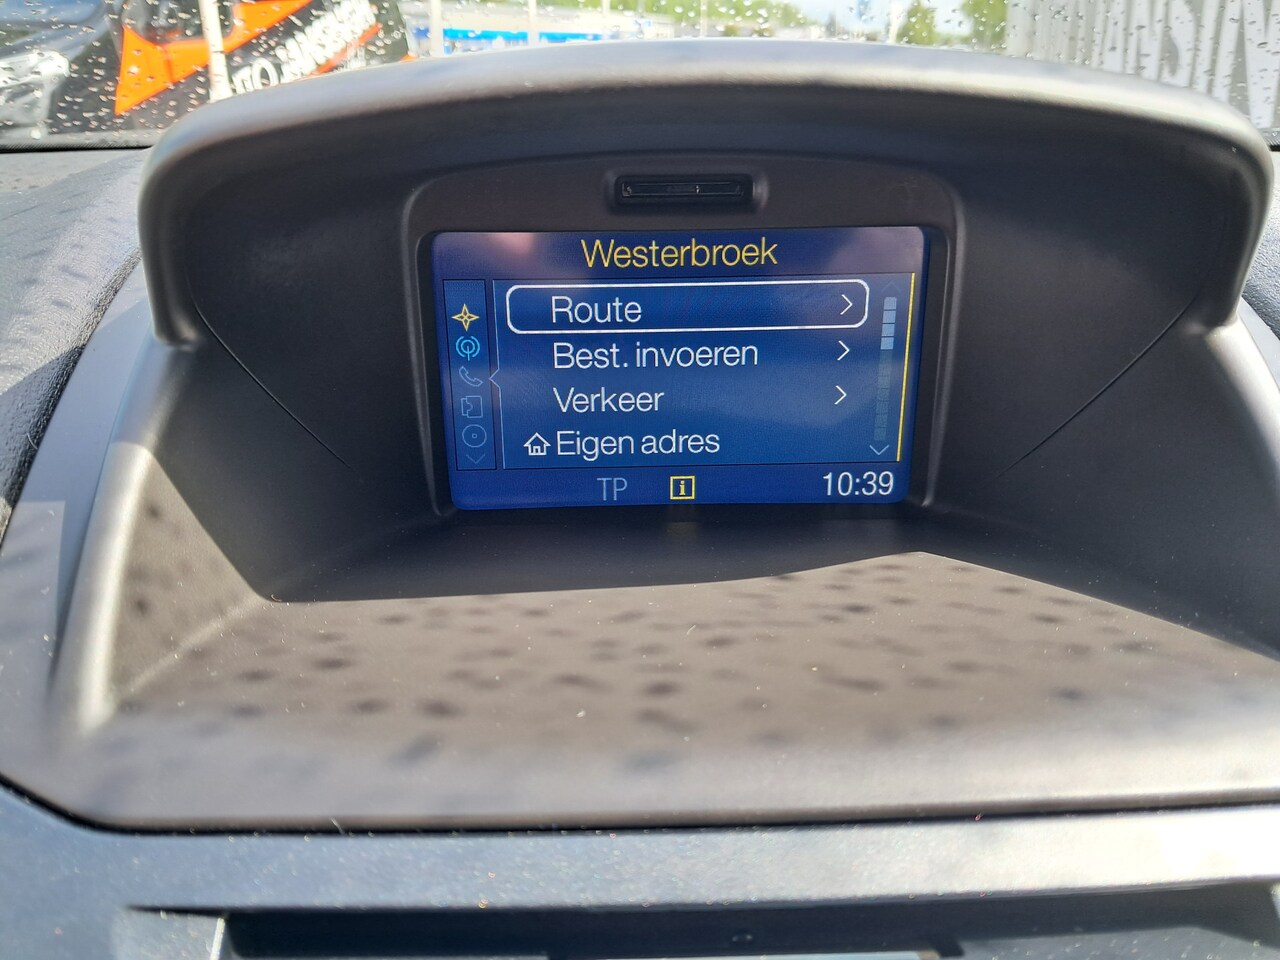 Westerbroek
Route
Best. invoeren
Verkeer
Eigen adres
TP
10:39